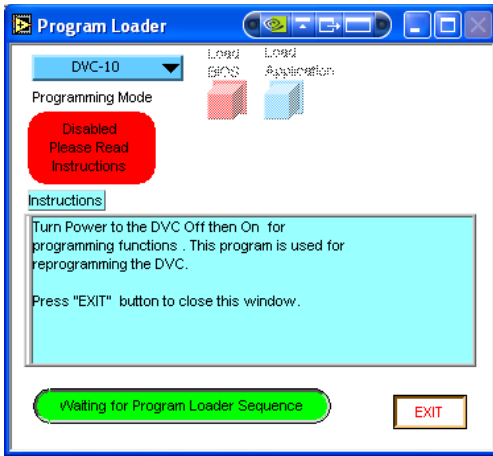 Program Loader
DVC-10
Load Load
BIOS Application
Programming Mode
Disabled
Please Read
Instructions
Instructions
Turn Power to the DVC Off then On for
programming functions . This program is used for
reprogramming the DVC.
Press "EXIT" button to close this window.
Waiting for Program Loader Sequence
EXIT